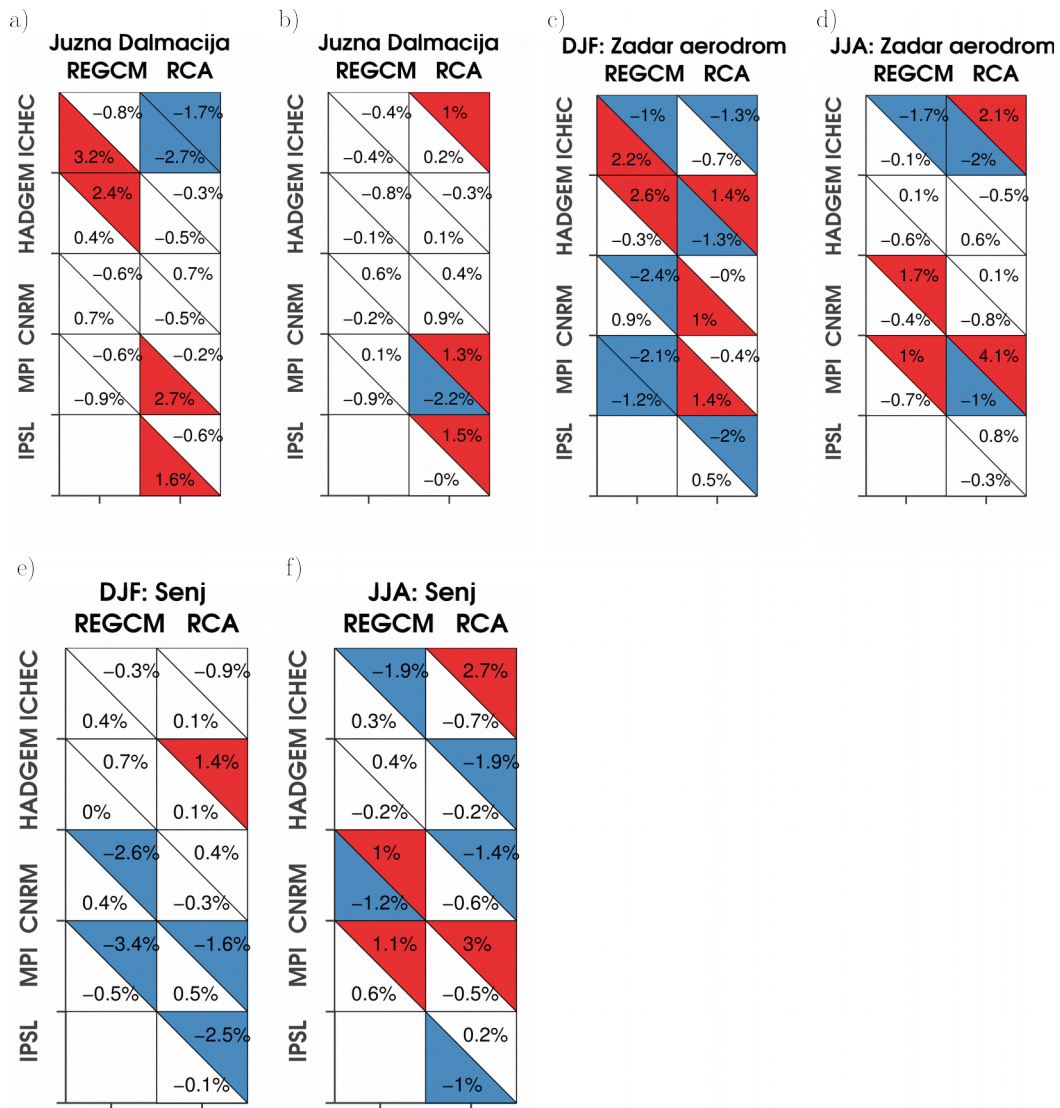 a)
Juzna Dalmacija
REGCM RCA
ICHEC
−0.8% −1.7%
3.2% −2.7%
HADGEM
2.4% −0.3%
0.4% −0.5%
CNRM
−0.6% 0.7%
0.7% −0.5%
MPI
−0.6% −0.2%
−0.9% 2.7%
IPSL
−0.6%
1.6%
b)
Juzna Dalmacija
REGCM RCA
ICHEC
−0.4% 1%
−0.4% 0.2%
HADGEM
−0.8% −0.3%
−0.1% 0.1%
CNRM
0.6% 0.4%
−0.2% 0.9%
MPI
0.1% 1.3%
−0.9% −2.2%
IPSL
1.5%
−0%
c)
DJF: Zadar aerodrom
REGCM RCA
ICHEC
−1% −1.3%
2.2% −0.7%
HADGEM
2.6% 1.4%
−0.3% −1.3%
CNRM
−2.4% −0%
0.9% 1%
MPI
−2.1% −0.4%
−1.2% 1.4%
IPSL
−2%
0.5%
d)
JJA: Zadar aerodrom
REGCM RCA
ICHEC
−1.7% 2.1%
−0.1% −2%
HADGEM
0.1% −0.5%
−0.6% 0.6%
CNRM
1.7% 0.1%
−0.4% −0.8%
MPI
1% 4.1%
−0.7% −1%
IPSL
0.8%
−0.3%
e)
DJF: Senj
REGCM RCA
ICHEC
−0.3% −0.9%
0.4% 0.1%
HADGEM
0.7% 1.4%
0% 0.1%
CNRM
−2.6% 0.4%
0.4% −0.3%
MPI
−3.4% −1.6%
−0.5% 0.5%
IPSL
−2.5%
−0.1%
f)
JJA: Senj
REGCM RCA
ICHEC
−1.9% 2.7%
0.3% −0.7%
HADGEM
0.4% −1.9%
−0.2% −0.2%
CNRM
1% −1.4%
−1.2% −0.6%
MPI
1.1% 3%
0.6% −0.5%
IPSL
0.2%
−1%